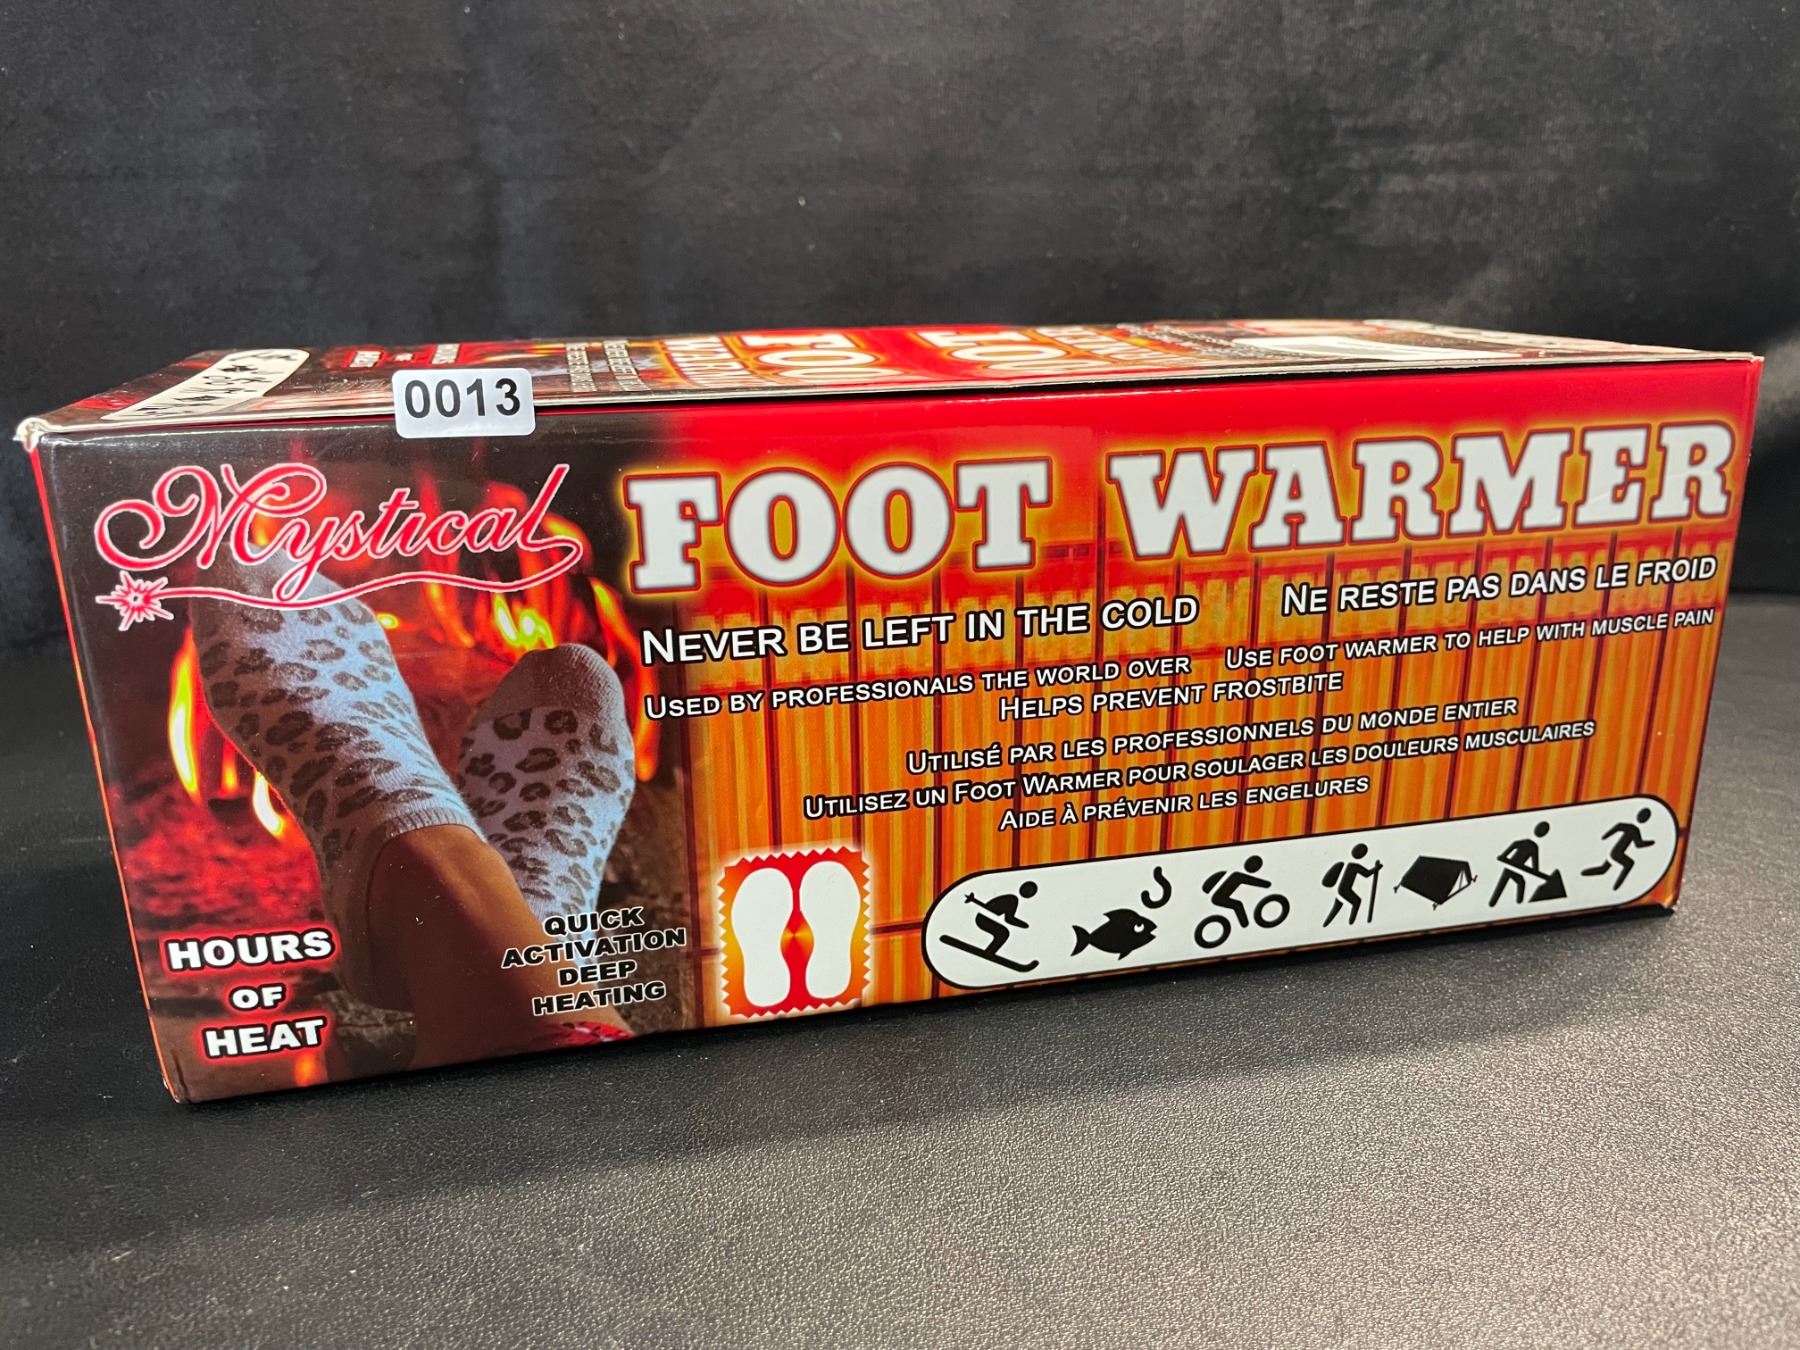 0013
Mystical
FOOT WARMER
NEVER BE LEFT IN THE COLD
NE RESTE PAS DANS LE FROID
USED BY PROFESSIONALS THE WORLD OVER
USE FOOT WARMER TO HELP WITH MUSCLE PAIN
HELPS PREVENT FROSTBITE
UTILISÉ PAR LES PROFESSIONNELS DU MONDE ENTIER
UTILISEZ UN FOOT WARMER POUR SOULAGER LES DOULEURS MUSCULAIRES
AIDE À PRÉVENIR LES ENGELURES
HOURS
OF
HEAT
QUICK
ACTIVATION
DEEP
HEATING